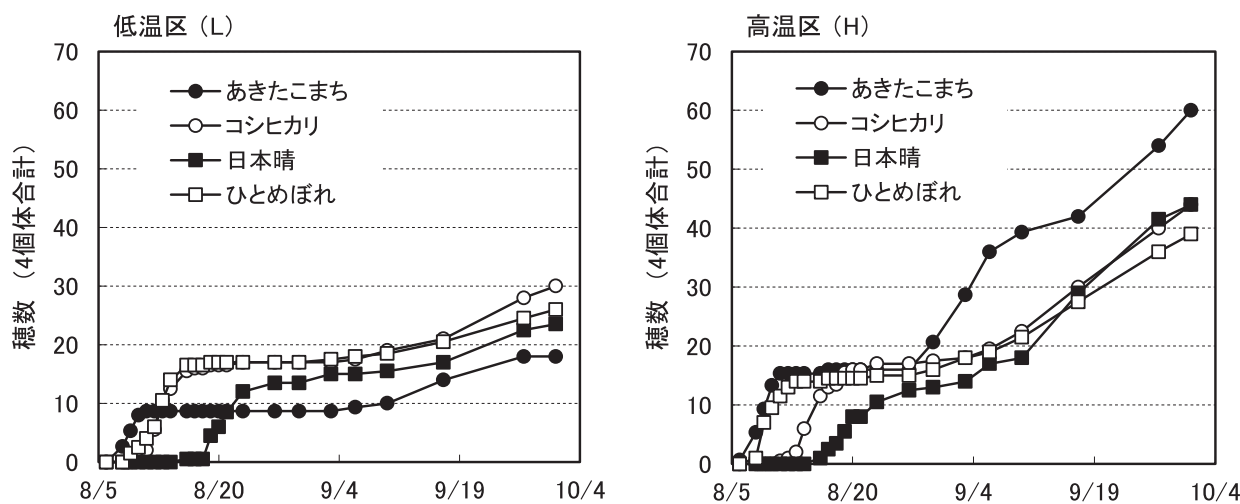 低温区 (L)
穂数 (4個体合計)
70
60
50
40
30
20
10
0
あきたこまち
コシヒカリ
日本晴
ひとめぼれ
8/5 8/20 9/4 9/19 10/4
高温区 (H)
穂数 (4個体合計)
70
60
50
40
30
20
10
0
あきたこまち
コシヒカリ
日本晴
ひとめぼれ
8/5 8/20 9/4 9/19 10/4